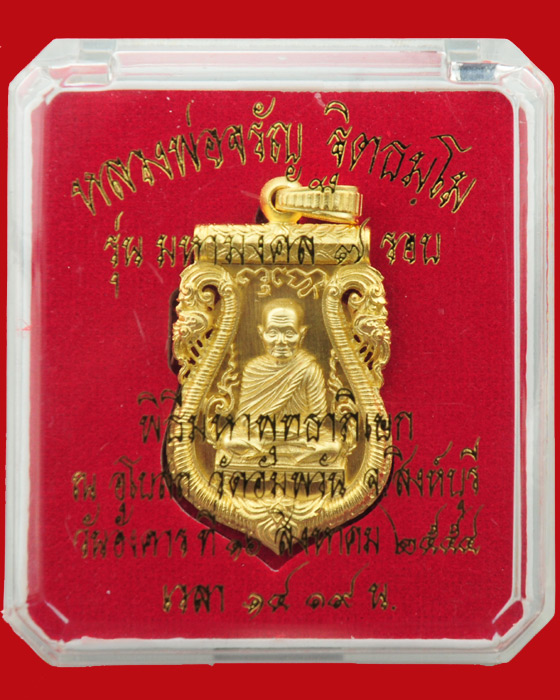 หลวงพ่อจรัญ ฐิตธมฺโม
รุ่น มหามงคล ๗ รอบ
พิธีมหาพุทธาภิเษก
ณ อุโบสถ วัดอัมพวัน จ.สิงห์บุรี
วันอังคาร ที่ ๑๖ สิงหาคม ๒๕๕๔
เวลา ๑๔ ๑๙ น.